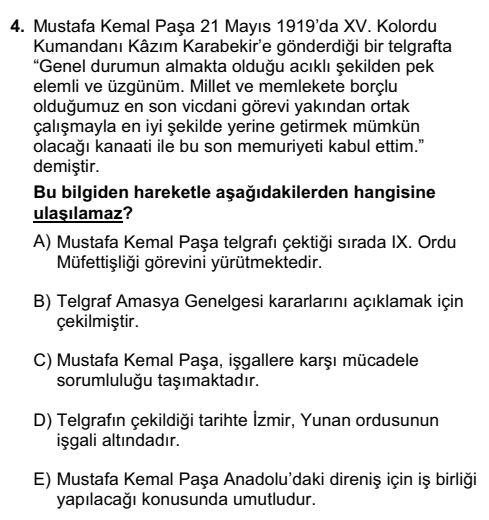 4. Mustafa Kemal Paşa 21 Mayıs 1919’da XV. Kolordu
Kumandanı Kâzım Karabekir’e gönderdiği bir telgrafta
“Genel durumun almakta olduğu acıklı şekilden pek
elemli ve üzgünüm. Millet ve memlekete borçlu
olduğumuz en son vicdani görevi yakından ortak
çalışmayla en iyi şekilde yerine getirmek mümkün
olacağı kanaati ile bu son memuriyeti kabul ettim.”
demiştir.
Bu bilgiden hareketle aşağıdakilerden hangisine
ulaşılamaz?
A) Mustafa Kemal Paşa telgrafı çektiği sırada IX. Ordu
Müfettişliği görevini yürütmektedir.
B) Telgraf Amasya Genelgesi kararlarını açıklamak için
çekilmiştir.
C) Mustafa Kemal Paşa, işgallere karşı mücadele
sorumluluğu taşımaktadır.
D) Telgrafın çekildiği tarihte İzmir, Yunan ordusunun
işgali altındadır.
E) Mustafa Kemal Paşa Anadolu’daki direniş için iş birliği
yapılacağı konusunda umutludur.